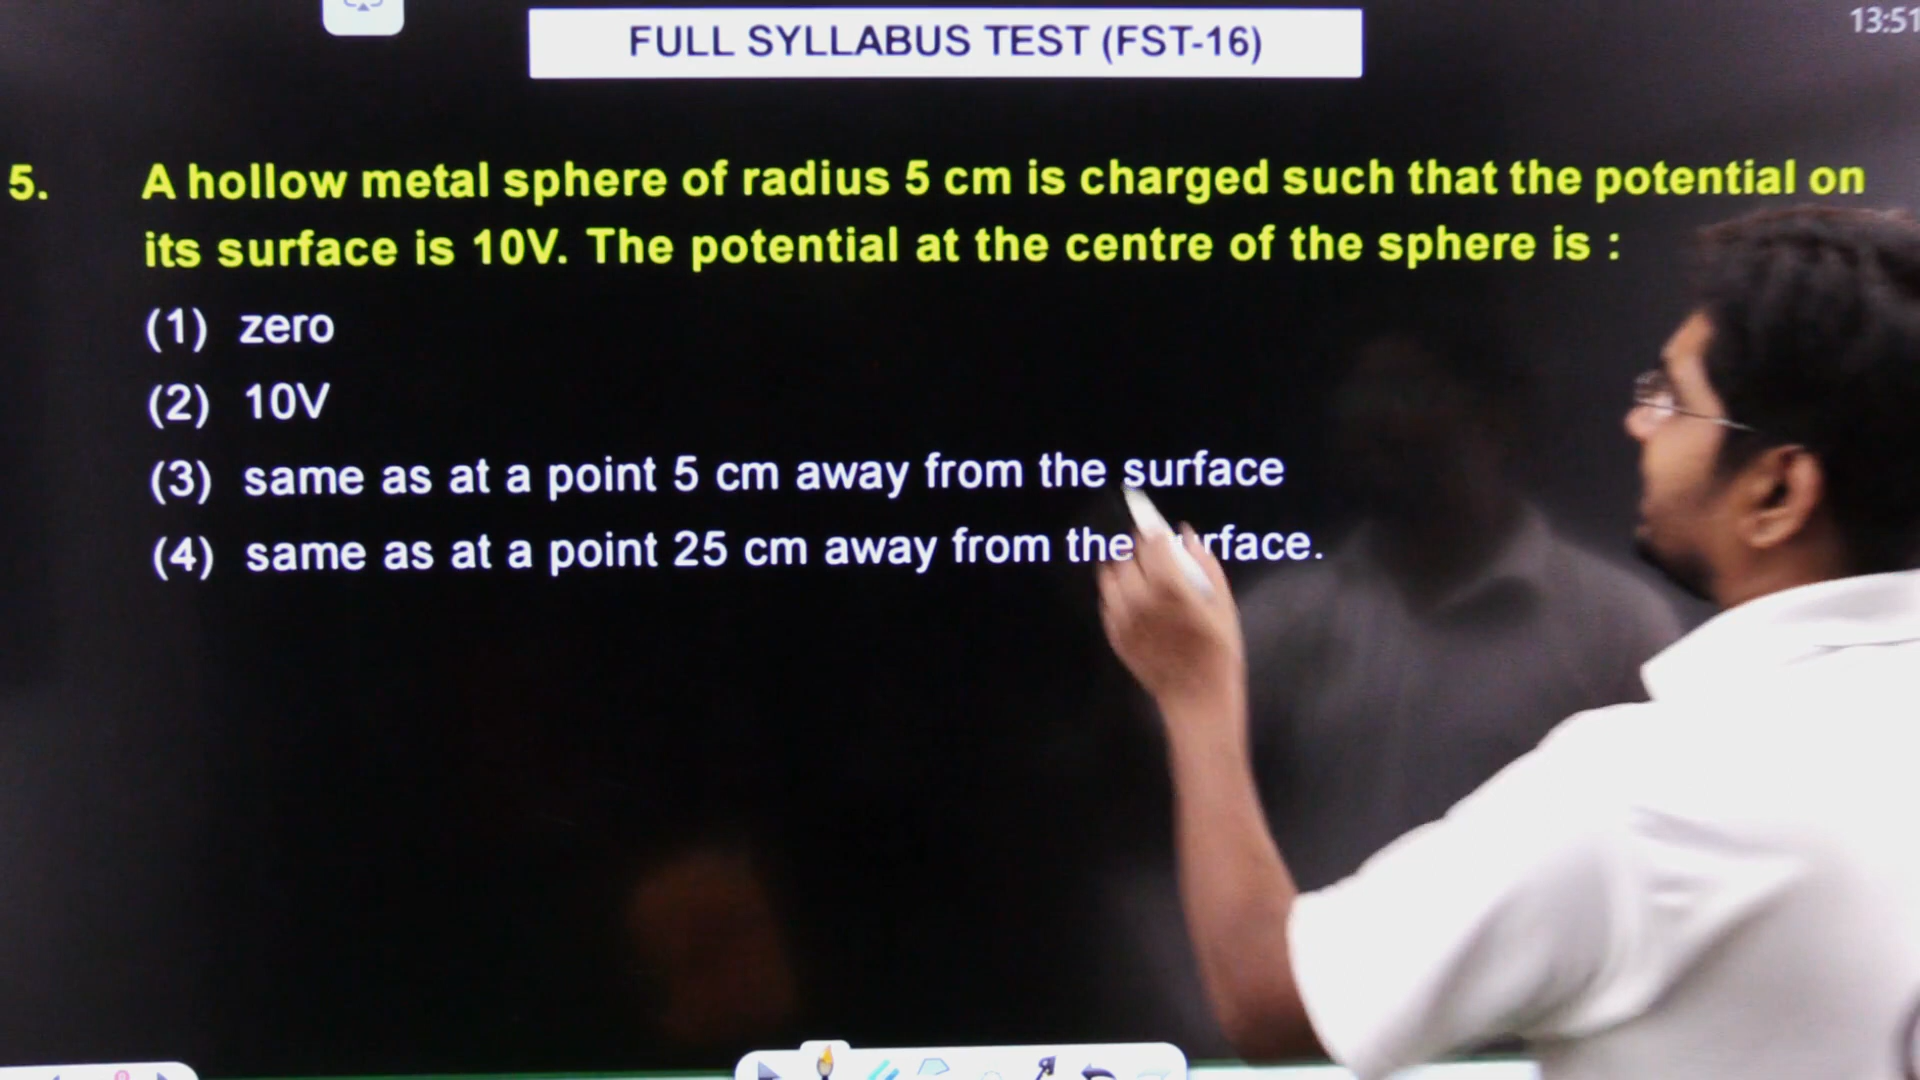 FULL SYLLABUS TEST (FST-16)
13:51
5. A hollow metal sphere of radius 5 cm is charged such that the potential on
its surface is 10V. The potential at the centre of the sphere is :
(1) zero
(2) 10V
(3) same as at a point 5 cm away from the surface
(4) same as at a point 25 cm away from the surface.